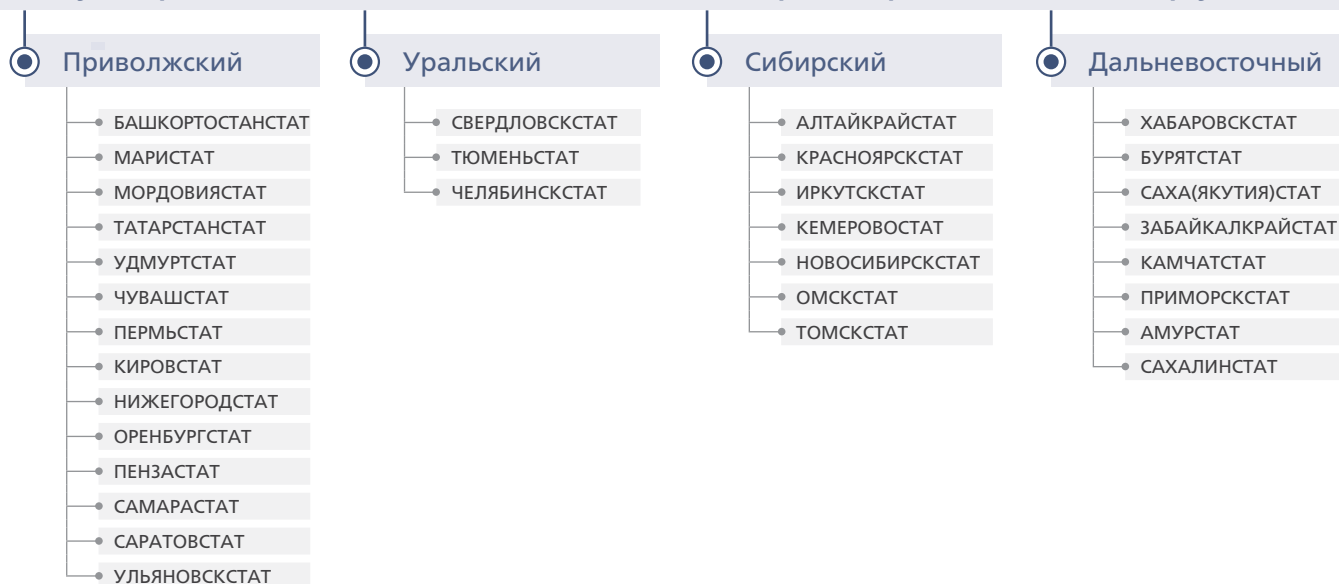 Приволжский
БАШКОРТОСТАНСТАТ
МАРИСТАТ
МОРДОВИЯСТАТ
ТАТАРСТАНСТАТ
УДМУРТСТАТ
ЧУВАШСТАТ
ПЕРМЬСТАТ
КИРОВСТАТ
НИЖЕГОРОДСТАТ
ОРЕНБУРГСТАТ
ПЕНЗАСТАТ
САМАРАСТАТ
САРАТОВСТАТ
УЛЬЯНОВСКСТАТ
Уральский
СВЕРДЛОВСКСТАТ
ТЮМЕНЬСТАТ
ЧЕЛЯБИНСКСТАТ
Сибирский
АЛТАЙКРАЙСТАТ
КРАСНОЯРСКСТАТ
ИРКУТСКСТАТ
КЕМЕРОВОСТАТ
НОВОСИБИРСКСТАТ
ОМСКСТАТ
ТОМСКСТАТ
Дальневосточный
ХАБАРОВСКСТАТ
БУРЯТСТАТ
САХА(ЯКУТИЯ)СТАТ
ЗАБАЙКАЛКРАЙСТАТ
КАМЧАТСТАТ
ПРИМОРСКСТАТ
АМУРСТАТ
САХАЛИНСТАТ